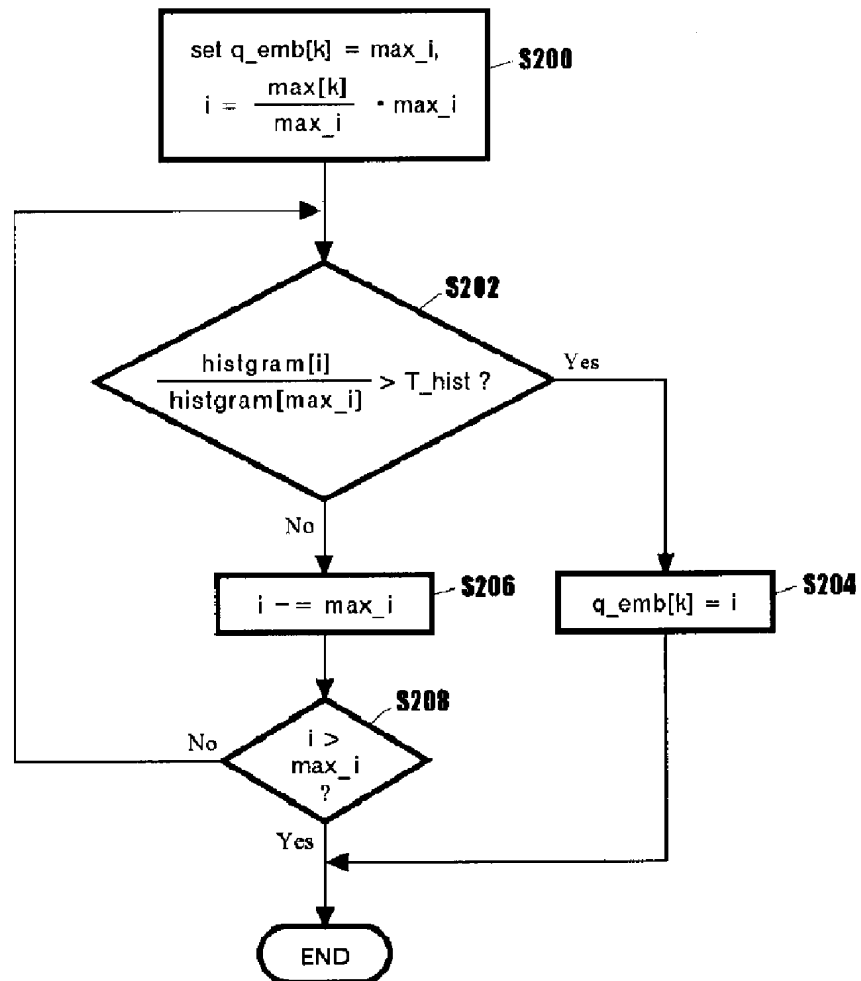 set q_emb[k] = max_i,
i = max[k] / max_i · max_i
S200
S202
histgram[i] / histgram[max_i] > T_hist ?
Yes
No
i -= max_i
S206
q_emb[k] = i
S204
S208
No
i >
max_i
?
Yes
END